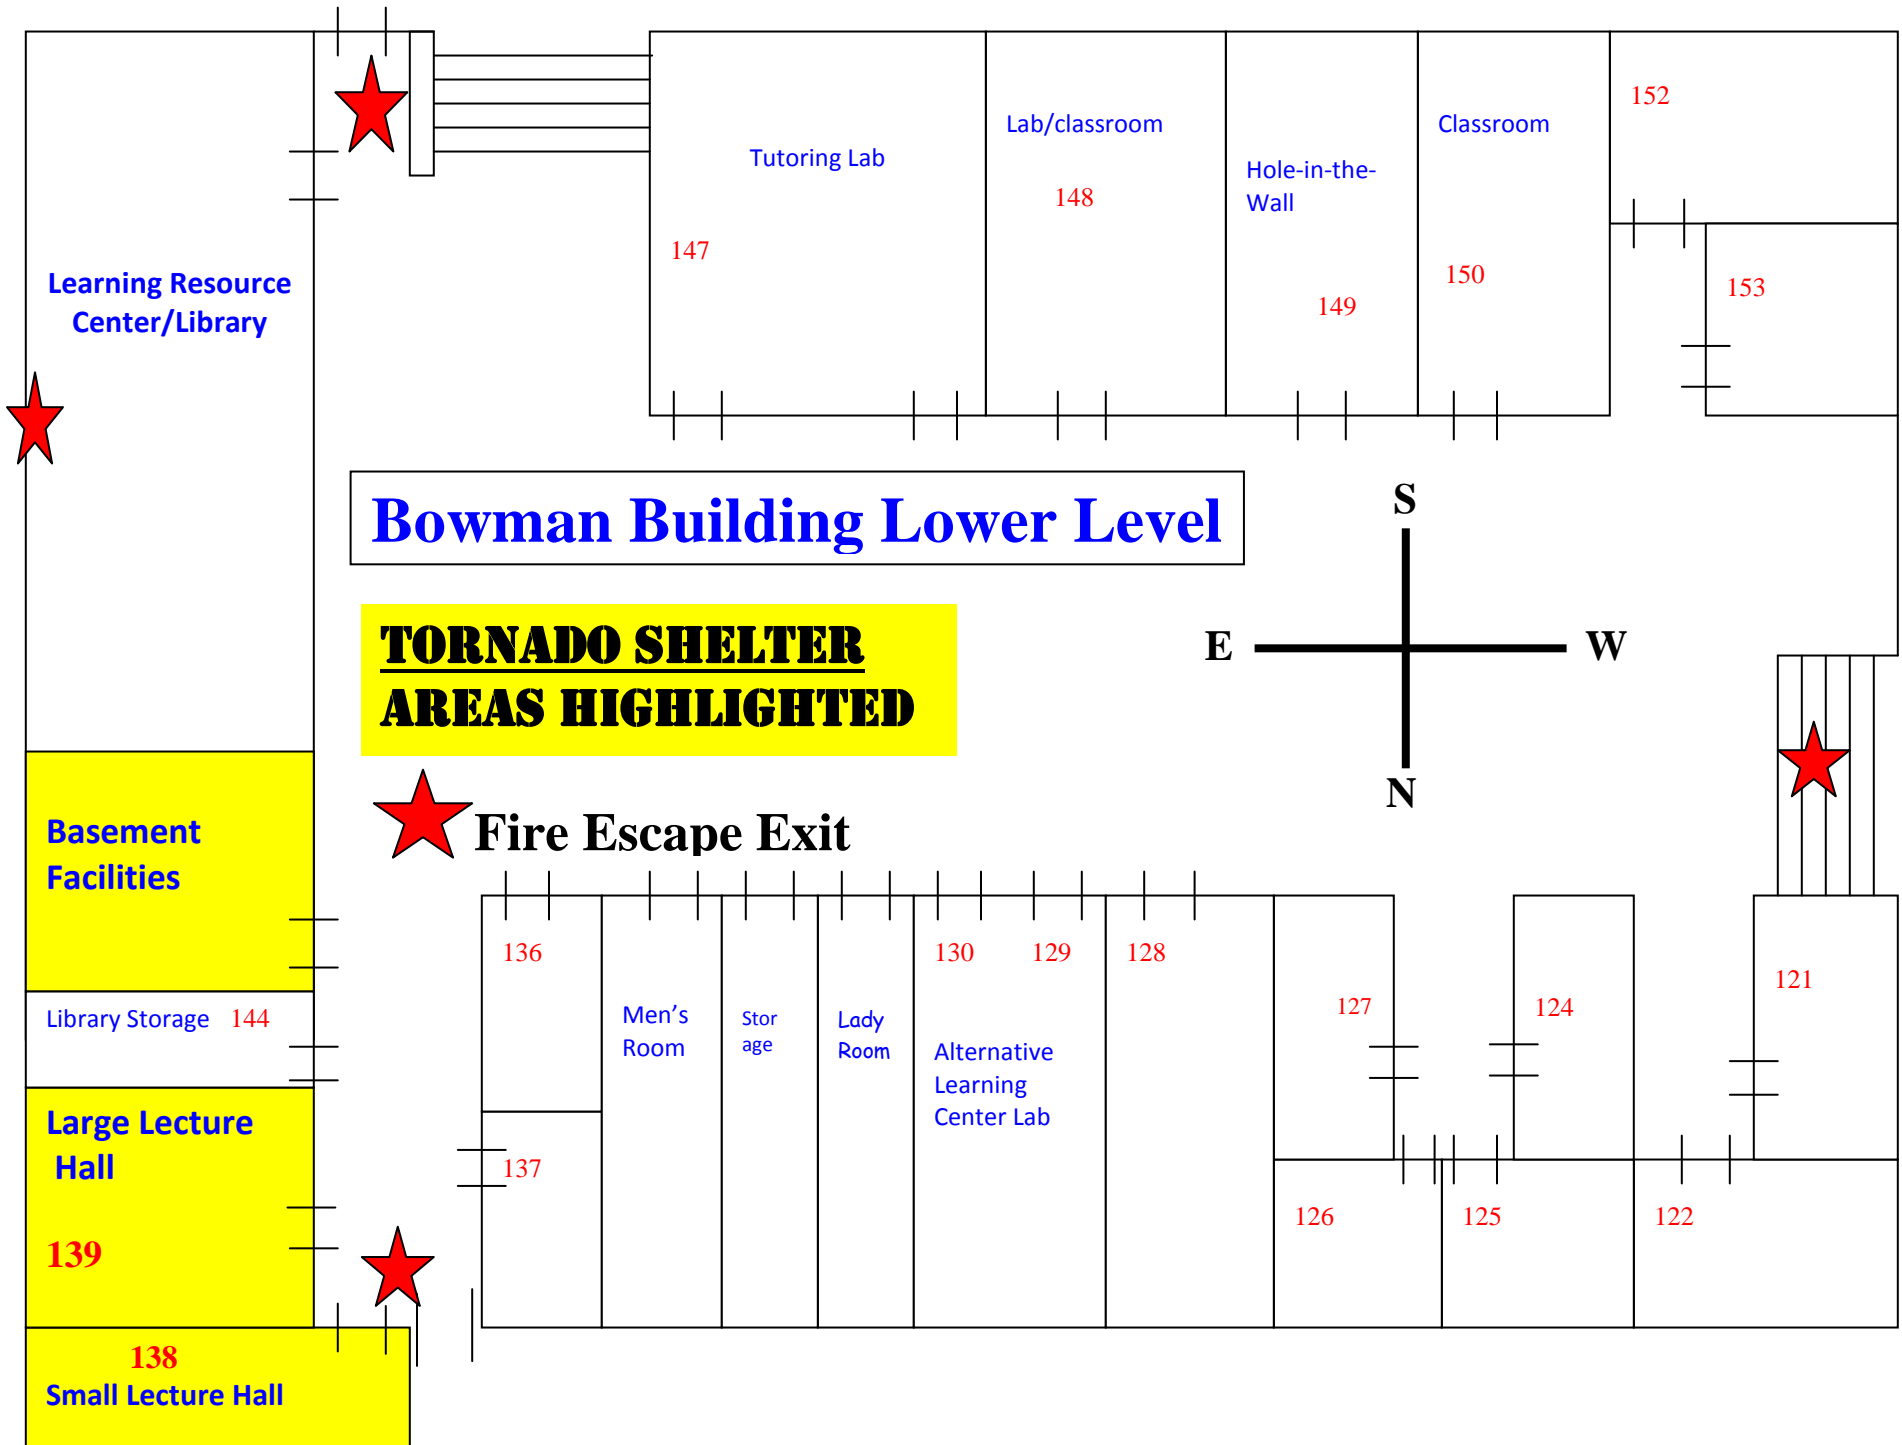 152
Lab/classroom
Classroom
Tutoring Lab
Hole-in-the-
Wall
148
147
150
149
153
Learning Resource
Center/Library
Bowman Building Lower Level
S
E
W
N
TORNADO SHELTER
AREAS HIGHLIGHTED
Fire Escape Exit
Basement
Facilities
Library Storage 144
Large Lecture
Hall
139
138
Small Lecture Hall
136
137
Men's
Room
Stor
age
Lady
Room
130
129
Alternative
Learning
Center Lab
128
127
124
121
126
125
122